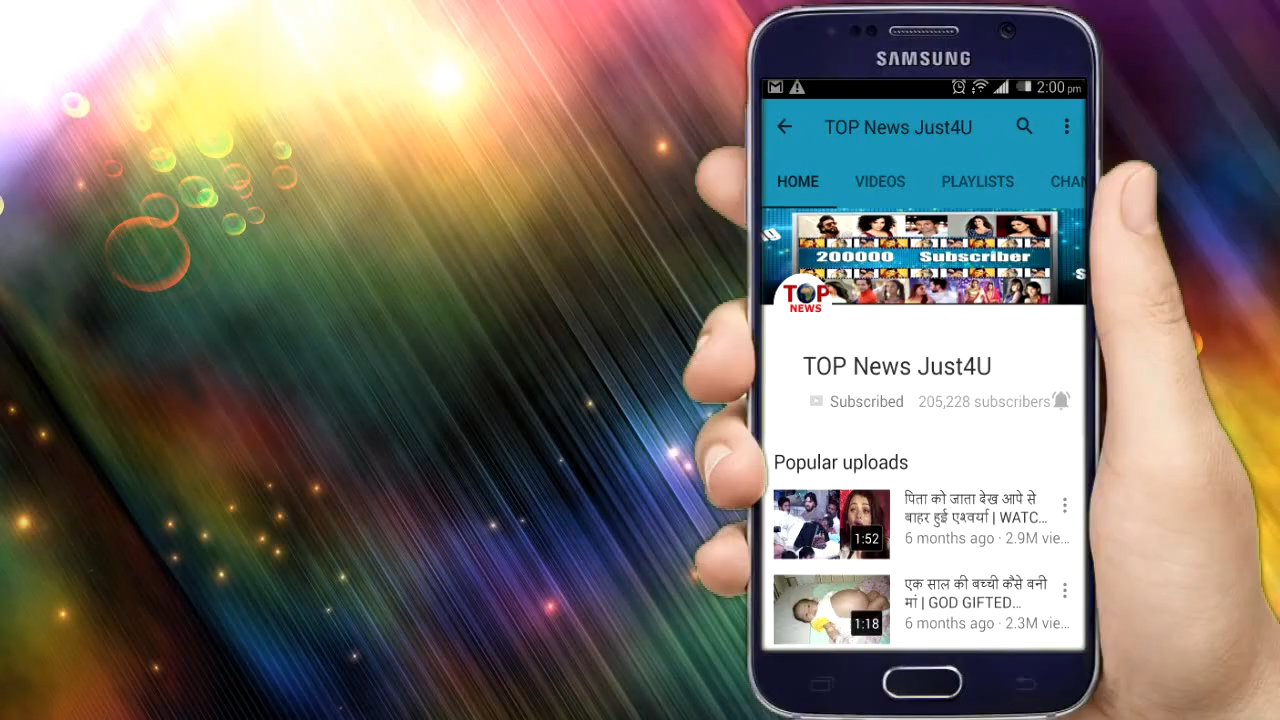 SAMSUNG
2:00 pm
TOP News Just4U
HOME VIDEOS PLAYLISTS CHAN
200000 Subscriber
TOP
NEWS
TOP News Just4U
Subscribed 205,228 subscribers
Popular uploads
पिता को जाता देख आपे से
बाहर हुई एश्वर्या | WATC...
6 months ago · 2.9M vie...
1:52
एक साल की बच्ची कैसे बनी
मां | GOD GIFTED...
6 months ago · 2.3M vie...
1:18